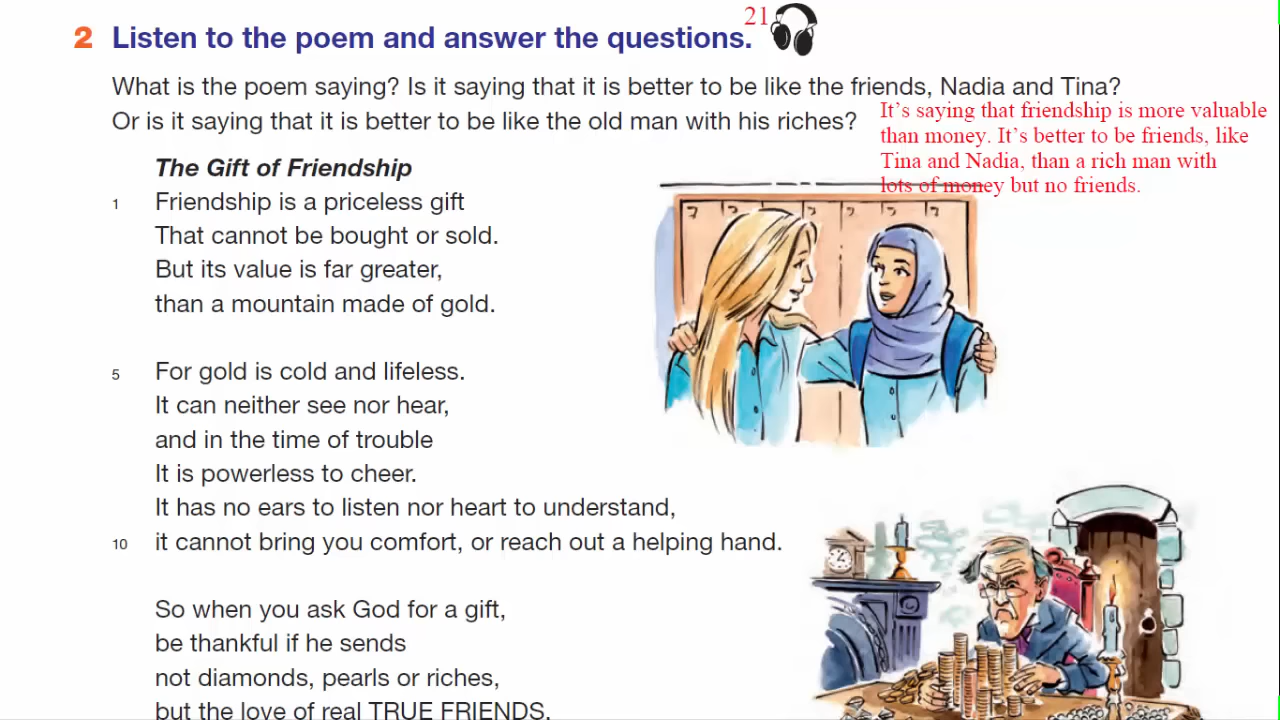 21
2 Listen to the poem and answer the questions.
What is the poem saying? Is it saying that it is better to be like the friends, Nadia and Tina?
Or is it saying that it is better to be like the old man with his riches?
It's saying that friendship is more valuable
than money. It's better to be friends, like
Tina and Nadia, than a rich man with
lots of money but no friends.
The Gift of Friendship
1 Friendship is a priceless gift
That cannot be bought or sold.
But its value is far greater,
than a mountain made of gold.
5 For gold is cold and lifeless.
It can neither see nor hear,
and in the time of trouble
It is powerless to cheer.
It has no ears to listen nor heart to understand,
10 it cannot bring you comfort, or reach out a helping hand.
So when you ask God for a gift,
be thankful if he sends
not diamonds, pearls or riches,
but the love of real TRUE FRIENDS.